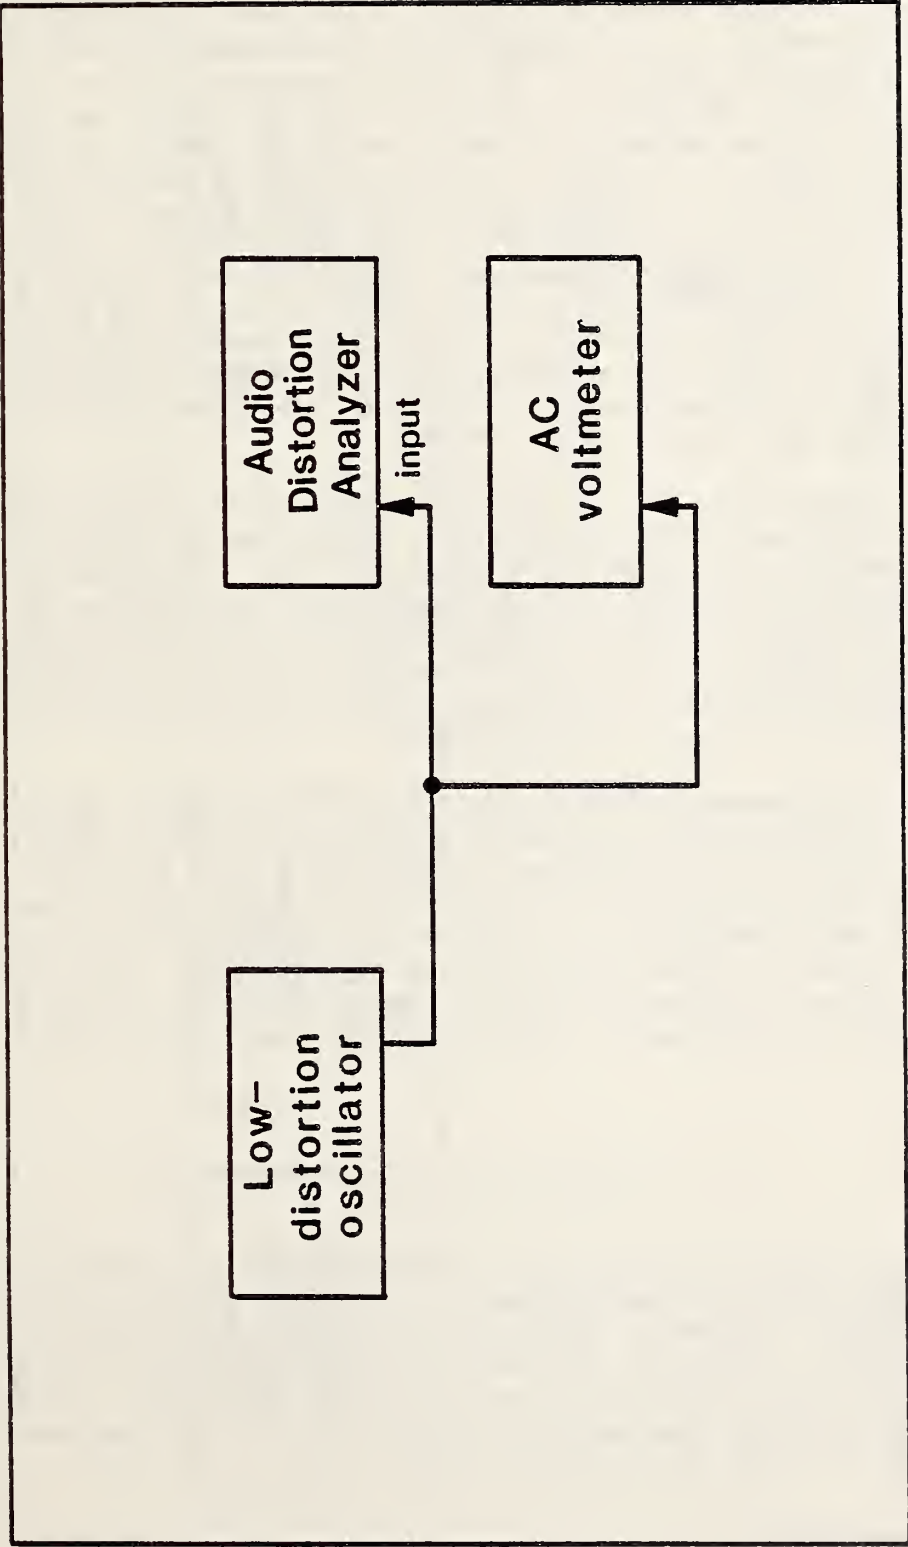 Low-
distortion
oscillator
Audio
Distortion
Analyzer
input
AC
voltmeter